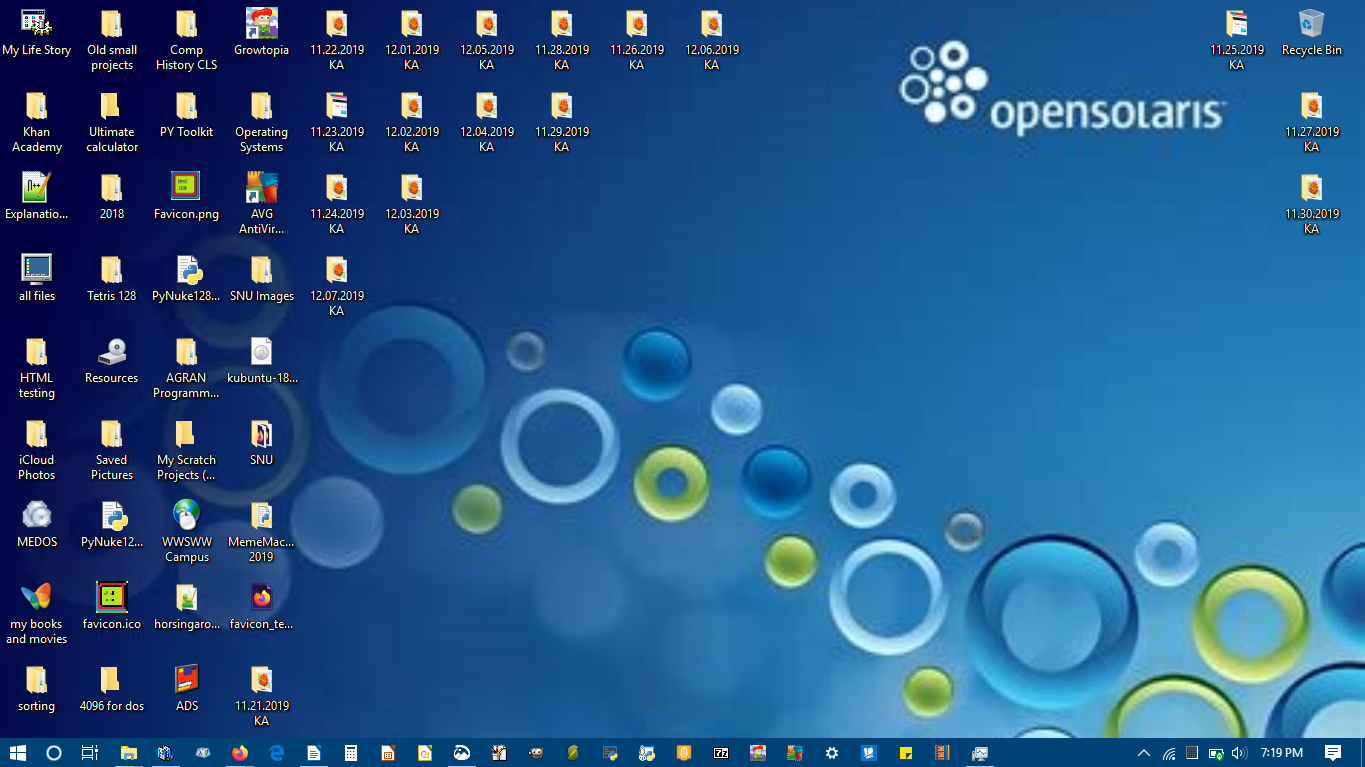 My Life Story
Old small
projects
Comp
History CLS
Growtopia
11.22.2019
KA
12.01.2019
KA
12.05.2019
KA
11.28.2019
KA
11.26.2019
KA
12.06.2019
KA
11.25.2019
KA
Recycle Bin
opensolaris
Khan
Academy
Ultimate
calculator
PY Toolkit
Operating
Systems
11.23.2019
KA
12.02.2019
KA
12.04.2019
KA
11.29.2019
KA
11.27.2019
KA
Explanatio...
2018
Favicon.png
AVG
AntiVir...
11.24.2019
KA
12.03.2019
KA
11.30.2019
KA
all files
Tetris 128
PyNuke128...
SNU Images
12.07.2019
KA
HTML
testing
Resources
AGRAN
Programm...
kubuntu-18...
iCloud
Photos
Saved
Pictures
My Scratch
Projects (...
SNU
MEDOS
PyNuke12...
WWSWW
Campus
MemeMac...
2019
my books
and movies
favicon.ico
horsingaro...
favicon_te...
sorting
4096 for dos
ADS
11.21.2019
KA
7:19 PM